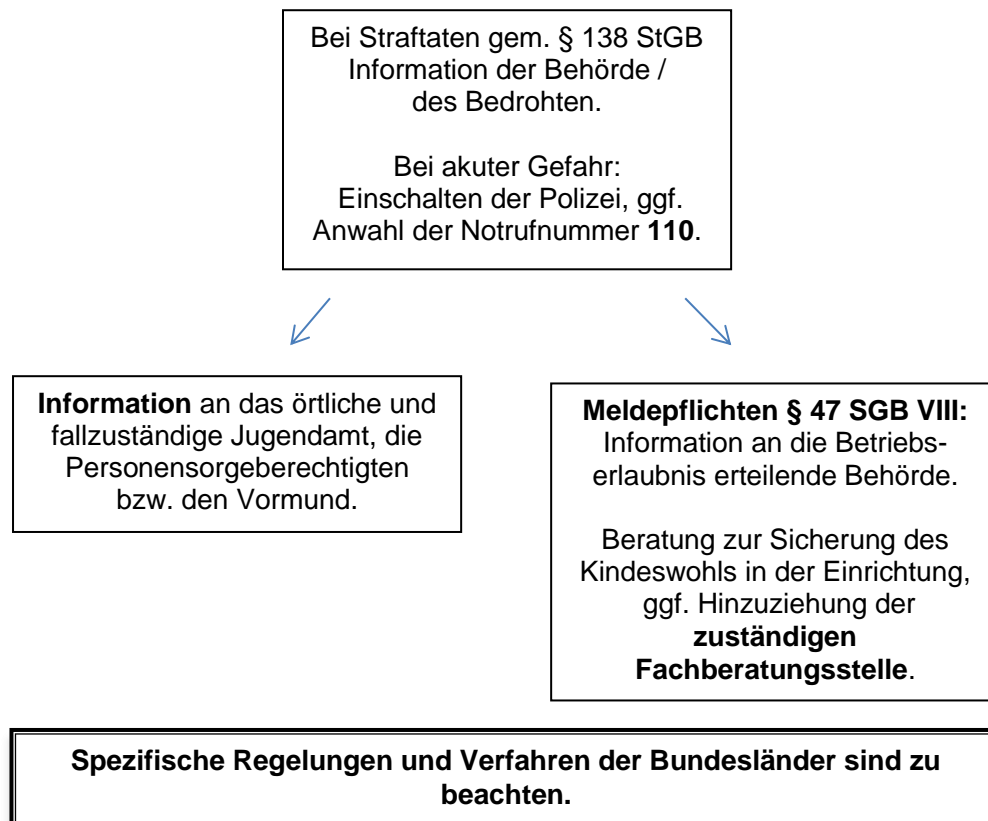 Bei Straftaten gem. § 138 StGB
Information der Behörde /
des Bedrohten.
Bei akuter Gefahr:
Einschalten der Polizei, ggf.
Anwahl der Notrufnummer 110.
Information an das örtliche und
fallzuständige Jugendamt, die
Personensorgeberechtigten
bzw. den Vormund.
Meldepflichten § 47 SGB VIII:
Information an die Betriebs-
erlaubnis erteilende Behörde.
Beratung zur Sicherung des
Kindeswohls in der Einrichtung,
ggf. Hinzuziehung der
zuständigen
Fachberatungsstelle.
Spezifische Regelungen und Verfahren der Bundesländer sind zu
beachten.